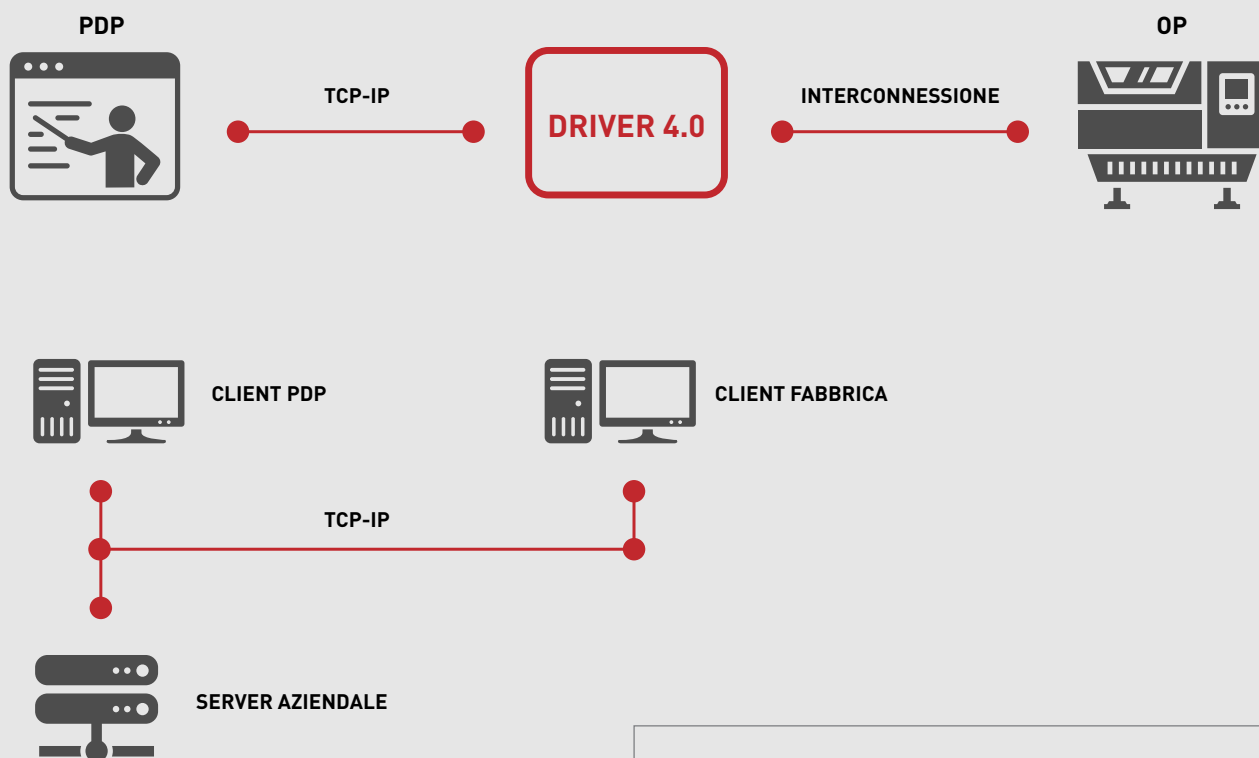 PDP
OP
TCP-IP
DRIVER 4.0
INTERCONNESSIONE
CLIENT PDP
CLIENT FABBRICA
TCP-IP
SERVER AZIENDALE